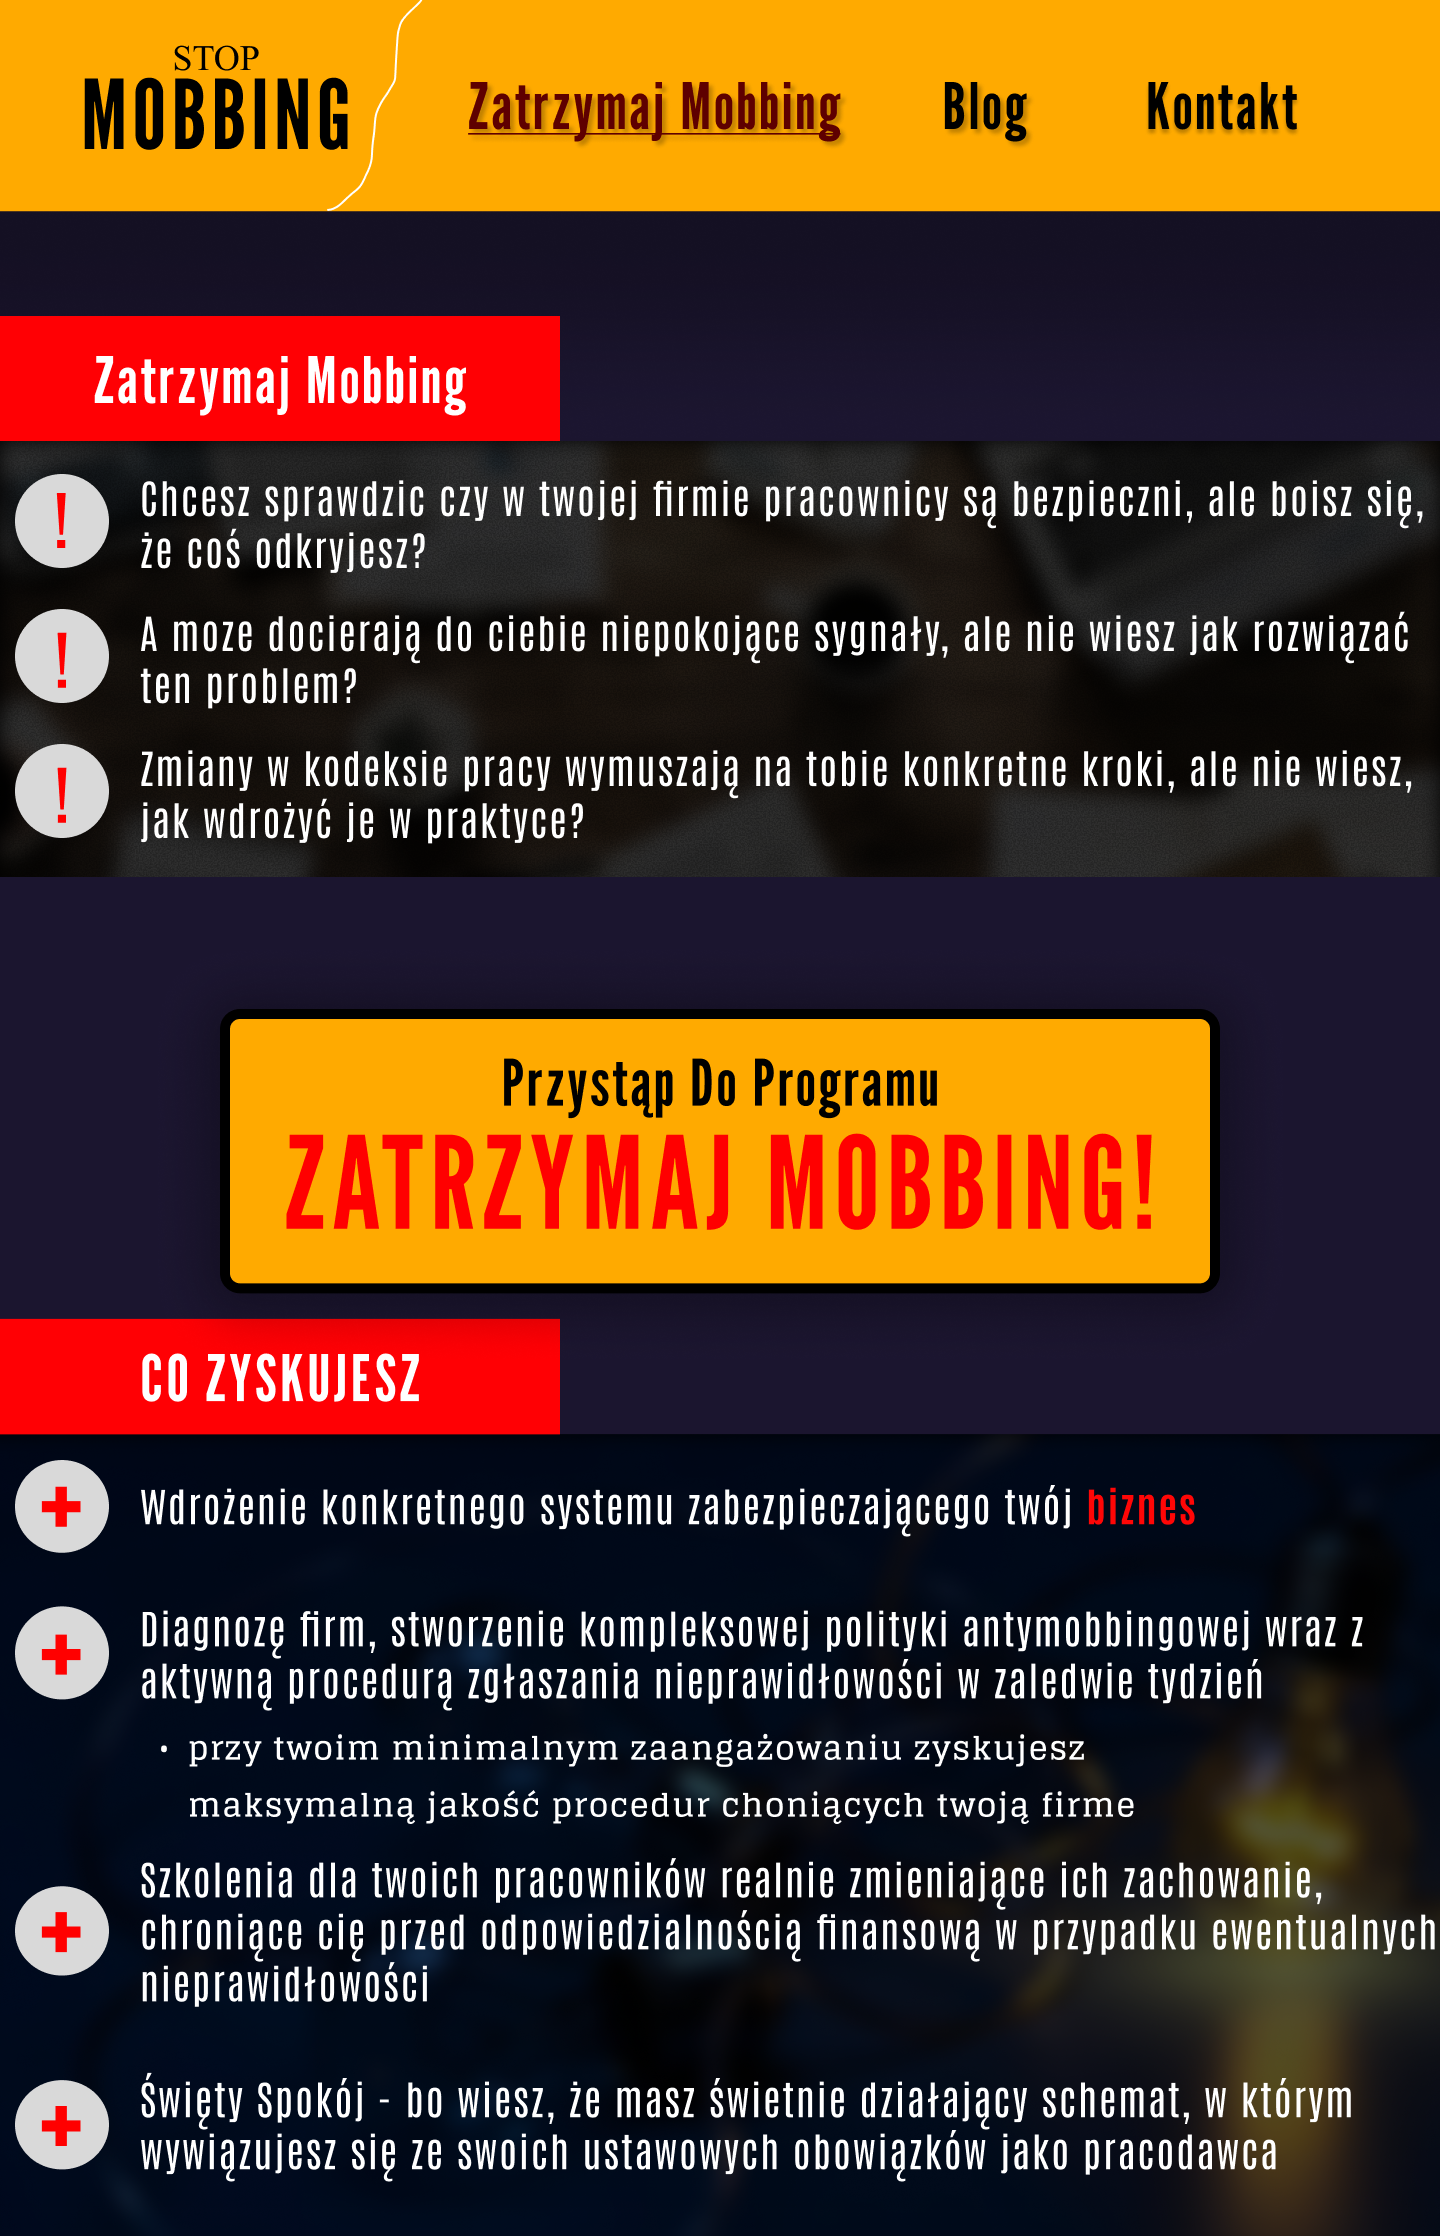 STOP
MOBBING
Zatrzymaj Mobbing
Blog
Kontakt
Zatrzymaj Mobbing
! Chcesz sprawdzic czy w twojej firmie pracownicy są bezpieczni, ale boisz się,
że coś odkryjesz?
! A moze docierają do ciebie niepokojące sygnały, ale nie wiesz jak rozwiązać
ten problem?
! Zmiany w kodeksie pracy wymuszają na tobie konkretne kroki, ale nie wiesz,
jak wdrożyć je w praktyce?
Przystąp Do Programu
ZATRZYMAJ MOBBING!
CO ZYSKUJESZ
+ Wdrożenie konkretnego systemu zabezpieczającego twój biznes
+ Diagnozę firm, stworzenie kompleksowej polityki antymobbingowej wraz z
aktywną procedurą zgłaszania nieprawidłowości w zaledwie tydzień
• przy twoim minimalnym zaangażowaniu zyskujesz
maksymalną jakość procedur choniących twoją firme
+ Szkolenia dla twoich pracowników realnie zmieniające ich zachowanie,
chroniące cię przed odpowiedzialnością finansową w przypadku ewentualnych
nieprawidłowości
+ Święty Spokój - bo wiesz, że masz świetnie działający schemat, w którym
wywiązujesz się ze swoich ustawowych obowiązków jako pracodawca